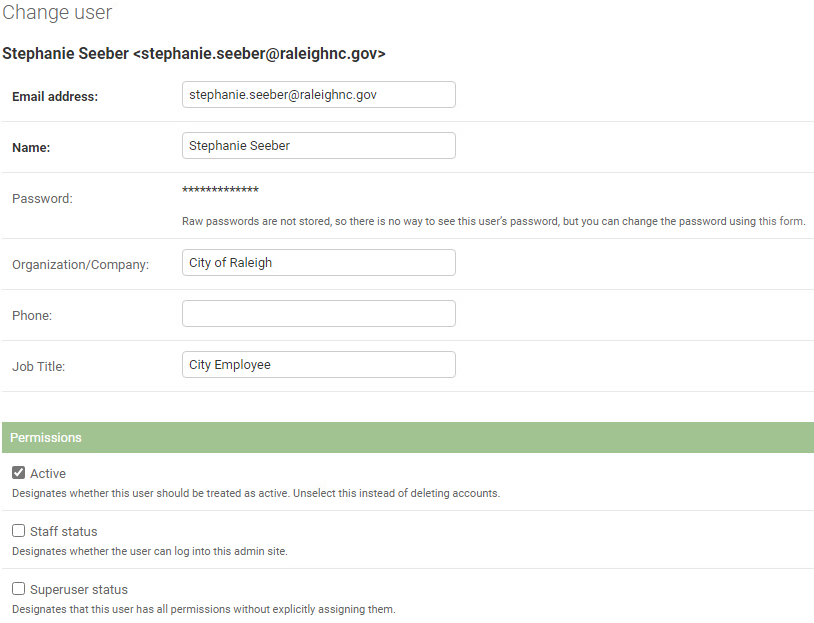 Change user
Stephanie Seeber <stephanie.seeber@raleighnc.gov>
Email address: stephanie.seeber@raleighnc.gov
Name: Stephanie Seeber
Password: *************
Raw passwords are not stored, so there is no way to see this user's password, but you can change the password using this form.
Organization/Company: City of Raleigh
Phone:
Job Title: City Employee
Permissions
Active
Designates whether this user should be treated as active. Unselect this instead of deleting accounts.
Staff status
Designates whether the user can log into this admin site.
Superuser status
Designates that this user has all permissions without explicitly assigning them.